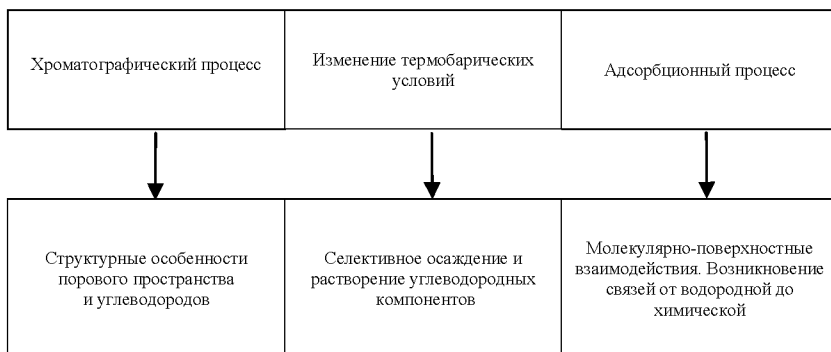 Хроматографический процесс
Изменение термобарических
условий
Адсорбционный процесс
Структурные особенности
порового пространства
и углеводородов
Селективное осаждение и
растворение углеводородных
компонентов
Молекулярно-поверхностные
взаимодействия. Возникновение
связей от водородной до
химической